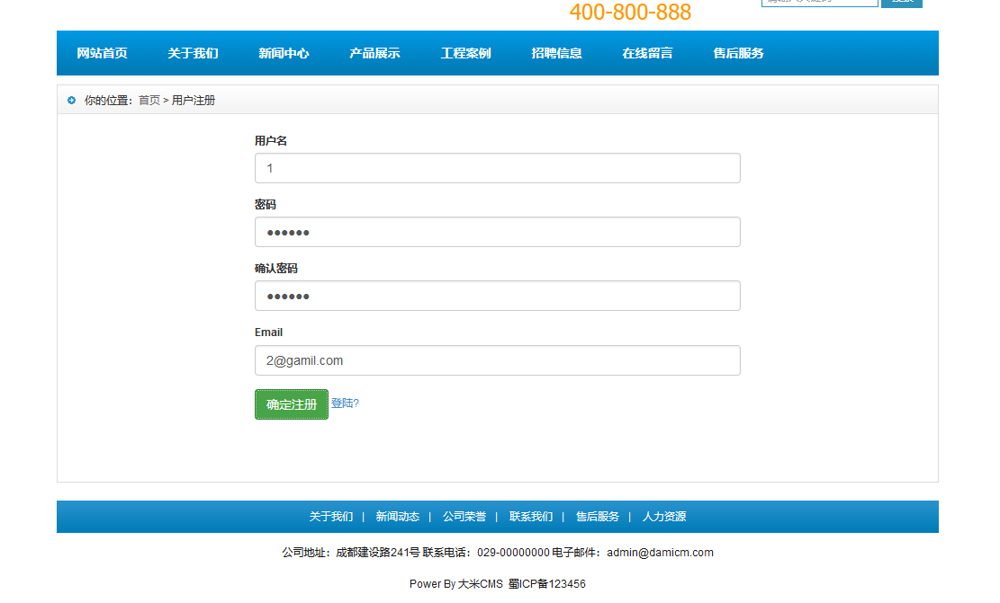 400-800-888
网站首页 关于我们 新闻中心 产品展示 工程案例 招聘信息 在线留言 售后服务
你的位置：首页 > 用户注册
用户名
1
密码
●●●●●●
确认密码
●●●●●●
Email
2@gamil.com
确定注册 登陆?
关于我们 | 新闻动态 | 公司荣誉 | 联系我们 | 售后服务 | 人力资源
公司地址：成都建设路241号 联系电话：029-00000000 电子邮件：admin@damicm.com
Power By 大米CMS 蜀ICP备123456